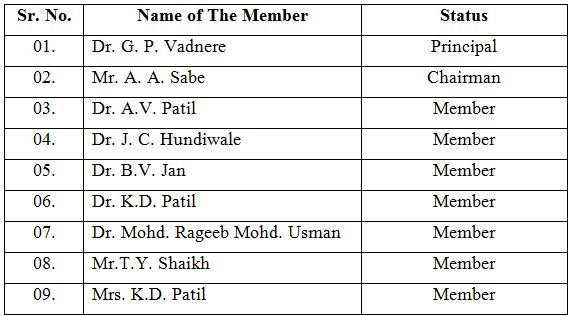 Sr. No. Name of The Member Status
01. Dr. G. P. Vadnere Principal
02. Mr. A. A. Sabe Chairman
03. Dr. A.V. Patil Member
04. Dr. J. C. Hundiwale Member
05. Dr. B.V. Jan Member
06. Dr. K.D. Patil Member
07. Dr. Mohd. Rageeb Mohd. Usman Member
08. Mr.T.Y. Shaikh Member
09. Mrs. K.D. Patil Member